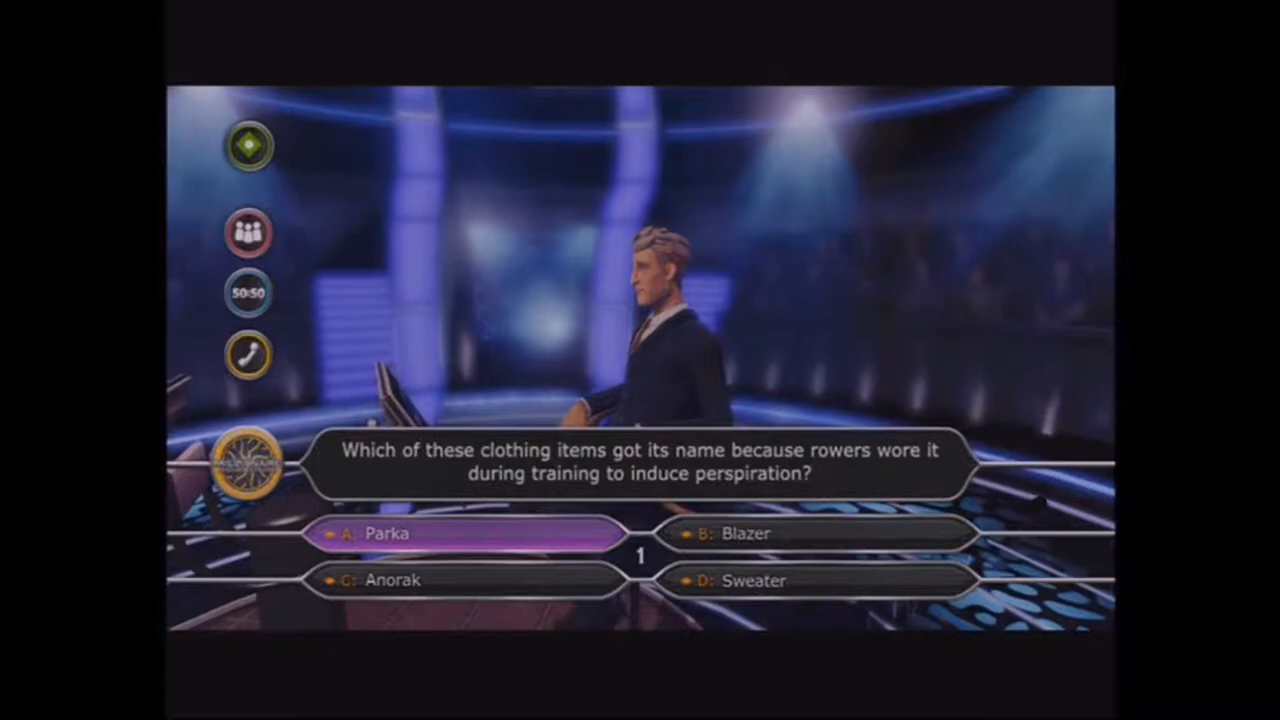 50:50
MILLIONAIRE
Which of these clothing items got its name because rowers wore it
during training to induce perspiration?
A: Parka
B: Blazer
1
C: Anorak
D: Sweater